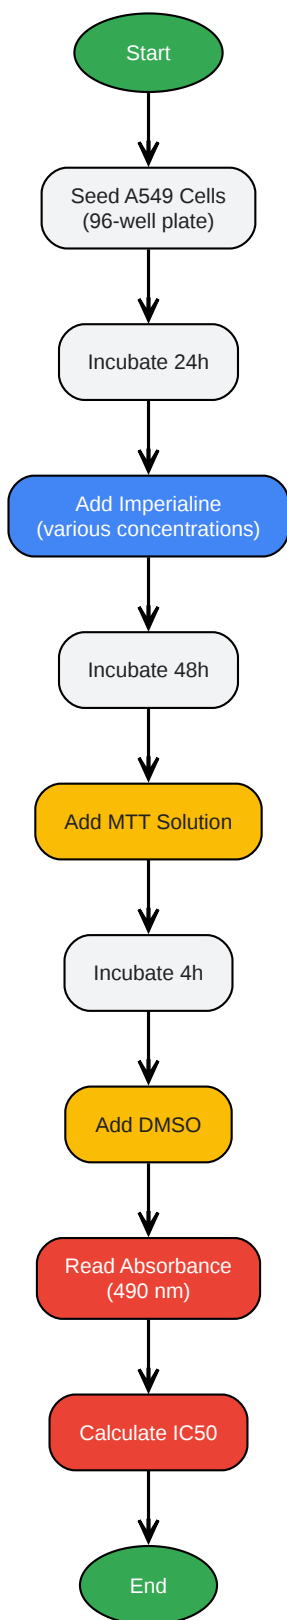 Start
Seed A549 Cells
(96-well plate)
Incubate 24h
Add Imperialine
(various concentrations)
Incubate 48h
Add MTT Solution
Incubate 4h
Add DMSO
Read Absorbance
(490 nm)
Calculate IC50
End